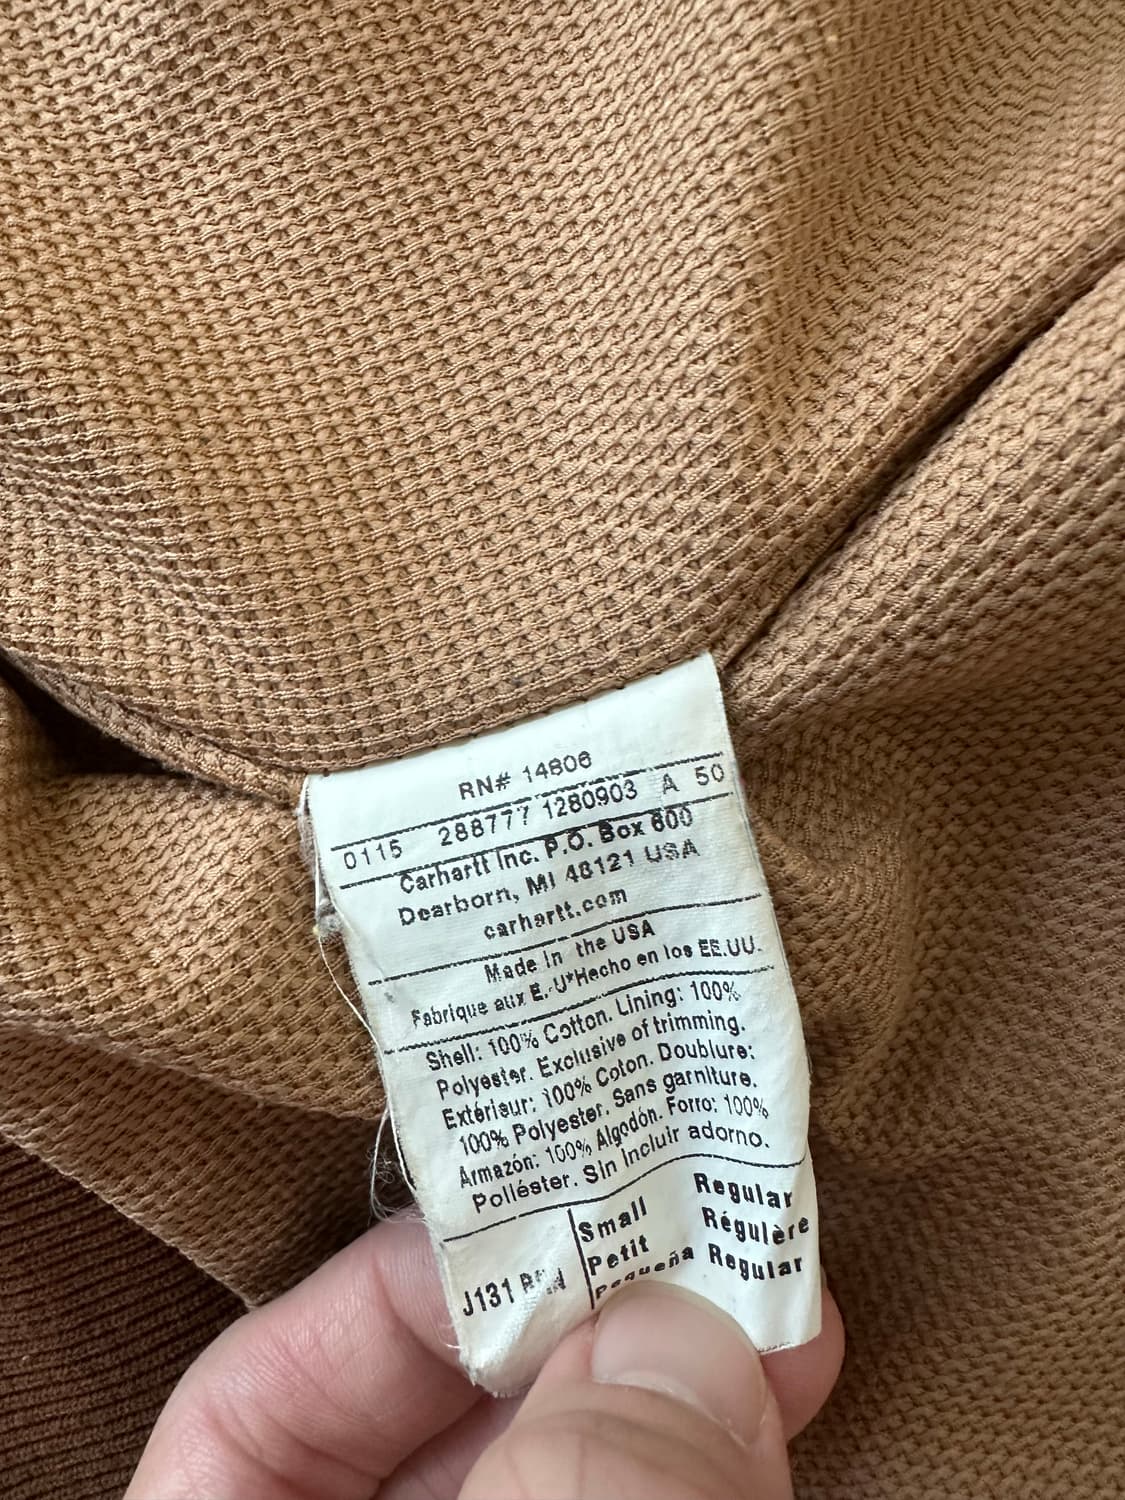 RN# 14806
0115 288777 1280903 A 50
Carhartt Inc. P.O. Box 600
Dearborn, MI 48121 USA
carhartt.com
Made in the USA
Fabrique aux E.-U*Hecho en los EE.UU.
Shell: 100% Cotton. Lining: 100%
Polyester. Exclusive of trimming.
Extérieur: 100% Coton. Doublure:
100% Polyester. Sans garniture.
Armazón: 100% Algodón. Forro: 100%
Poliéster. Sin incluir adorno.
Small Regular
Petit Régulère
J131 Pequeña Regular